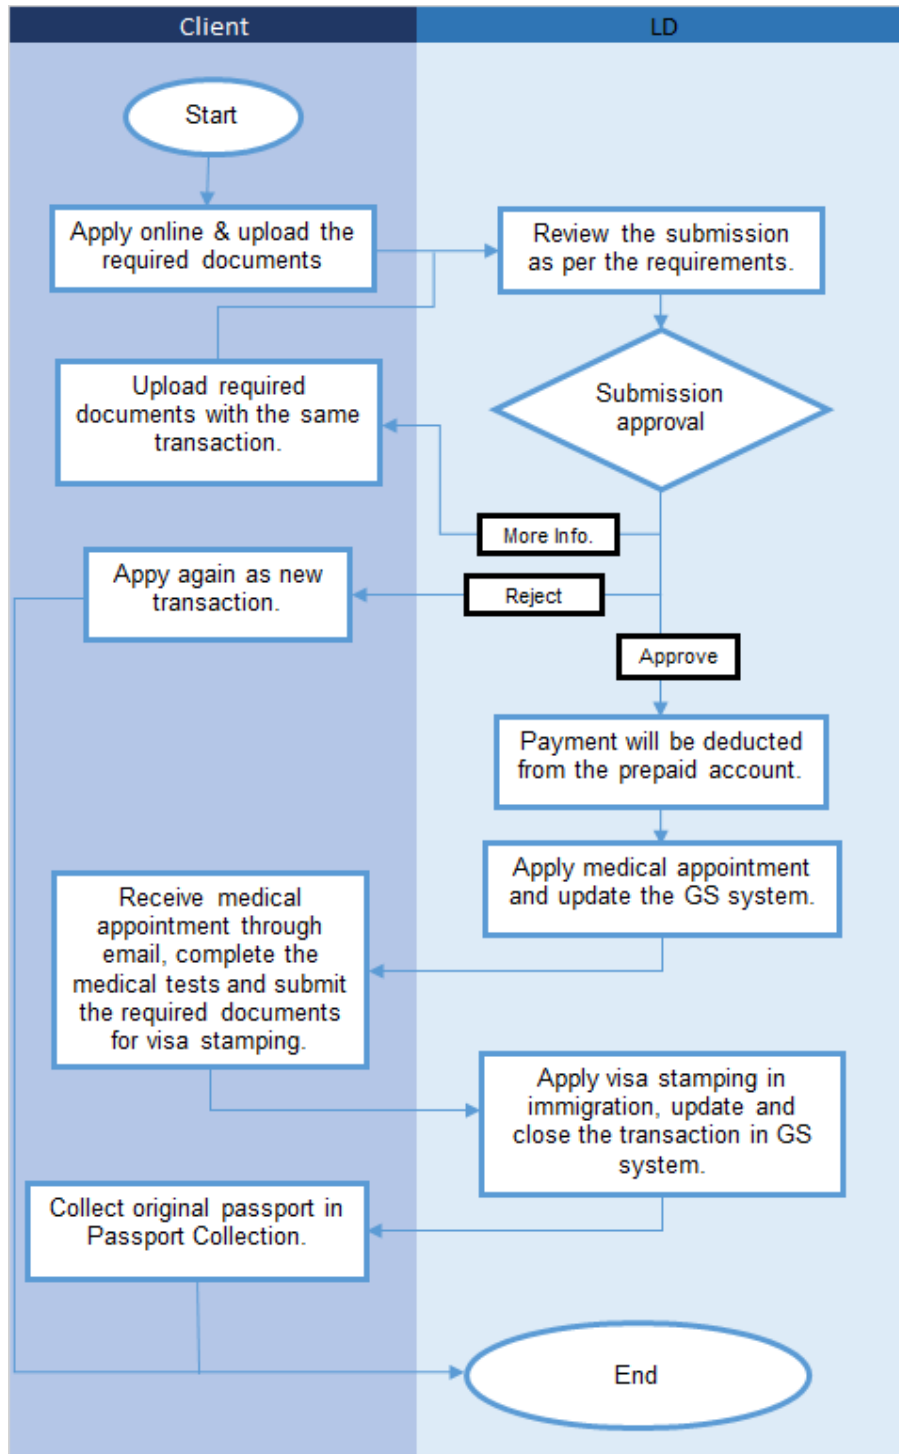 Client
LD
Start
Apply online & upload the
required documents
Review the submission
as per the requirements.
Upload required
documents with the same
transaction.
Submission
approval
More Info.
Appy again as new
transaction.
Reject
Approve
Payment will be deducted
from the prepaid account.
Apply medical appointment
and update the GS system.
Receive medical
appointment through
email, complete the
medical tests and submit
the required documents
for visa stamping.
Apply visa stamping in
immigration, update and
close the transaction in GS
system.
Collect original passport in
Passport Collection.
End